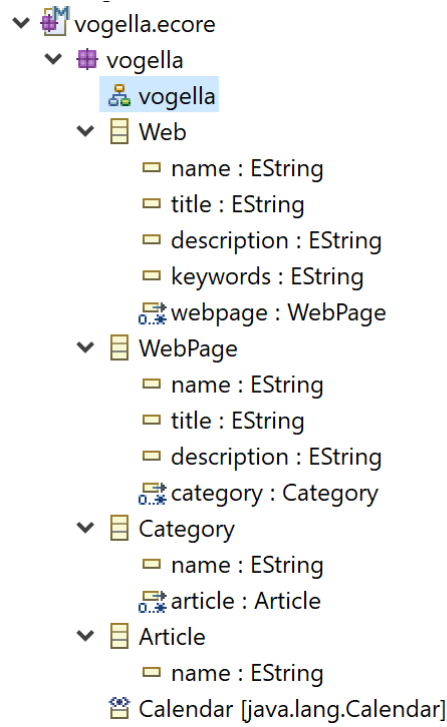 vogella.ecore
vogella
vogella
Web
name : EString
title : EString
description : EString
keywords : EString
0..* webpage : WebPage
WebPage
name : EString
title : EString
description : EString
0..* category : Category
Category
name : EString
0..* article : Article
Article
name : EString
Calendar [java.lang.Calendar]